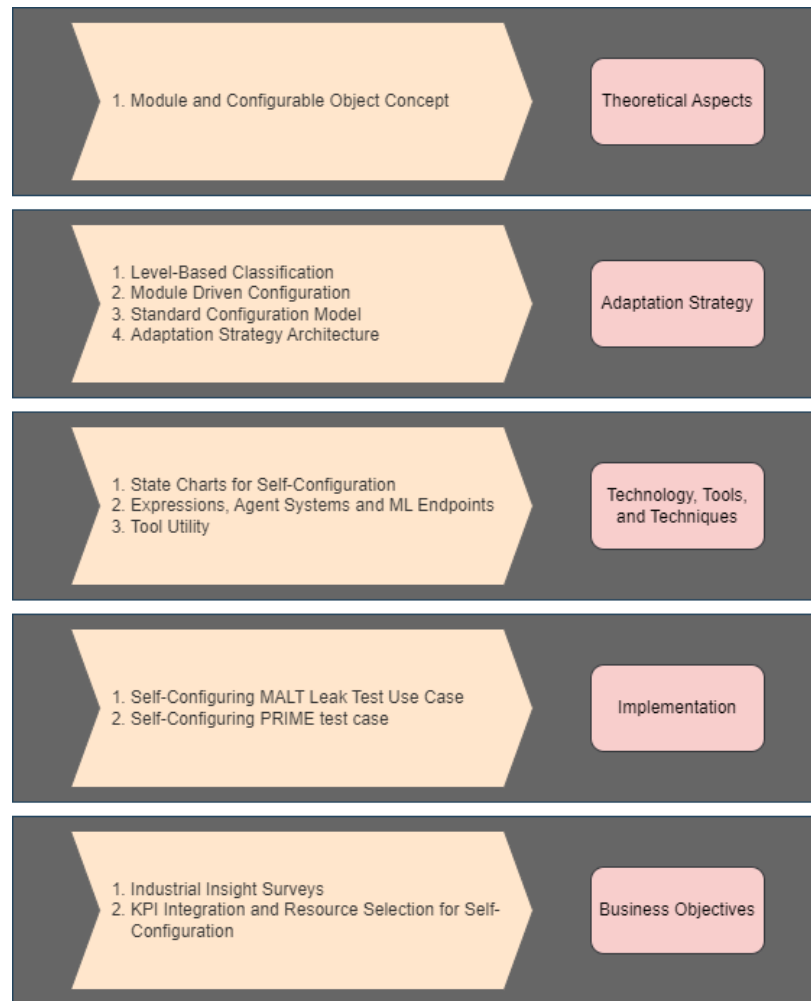 1. Module and Configurable Object Concept
Theoretical Aspects
1. Level-Based Classification
2. Module Driven Configuration
3. Standard Configuration Model
4. Adaptation Strategy Architecture
Adaptation Strategy
1. State Charts for Self-Configuration
2. Expressions, Agent Systems and ML Endpoints
3. Tool Utility
Technology, Tools,
and Techniques
1. Self-Configuring MALT Leak Test Use Case
2. Self-Configuring PRIME test case
Implementation
1. Industrial Insight Surveys
2. KPI Integration and Resource Selection for Self-
Configuration
Business Objectives